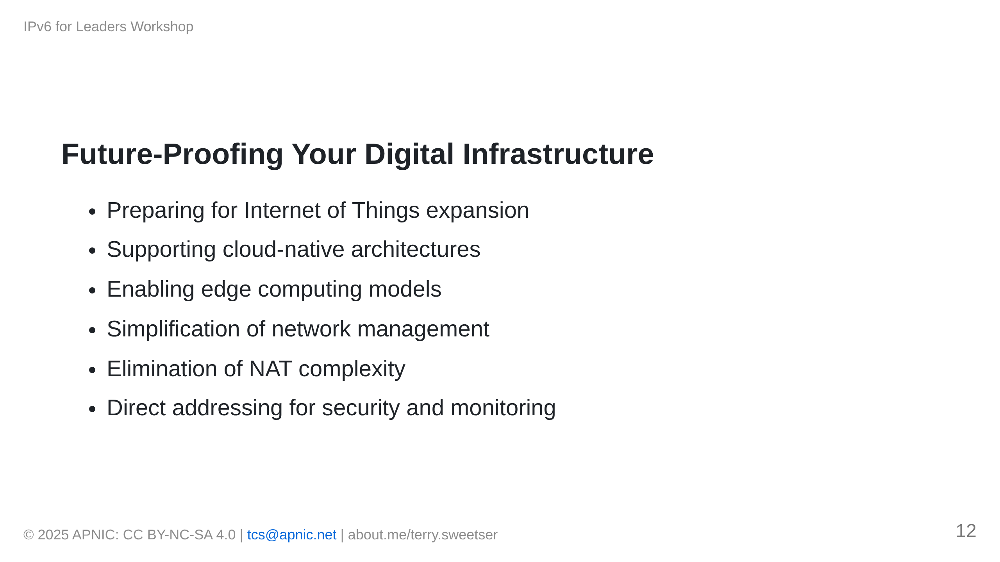 IPv6 for Leaders Workshop
Future-Proofing Your Digital Infrastructure
• Preparing for Internet of Things expansion
• Supporting cloud-native architectures
• Enabling edge computing models
• Simplification of network management
• Elimination of NAT complexity
• Direct addressing for security and monitoring
© 2025 APNIC: CC BY-NC-SA 4.0 | tcs@apnic.net | about.me/terry.sweetser
12